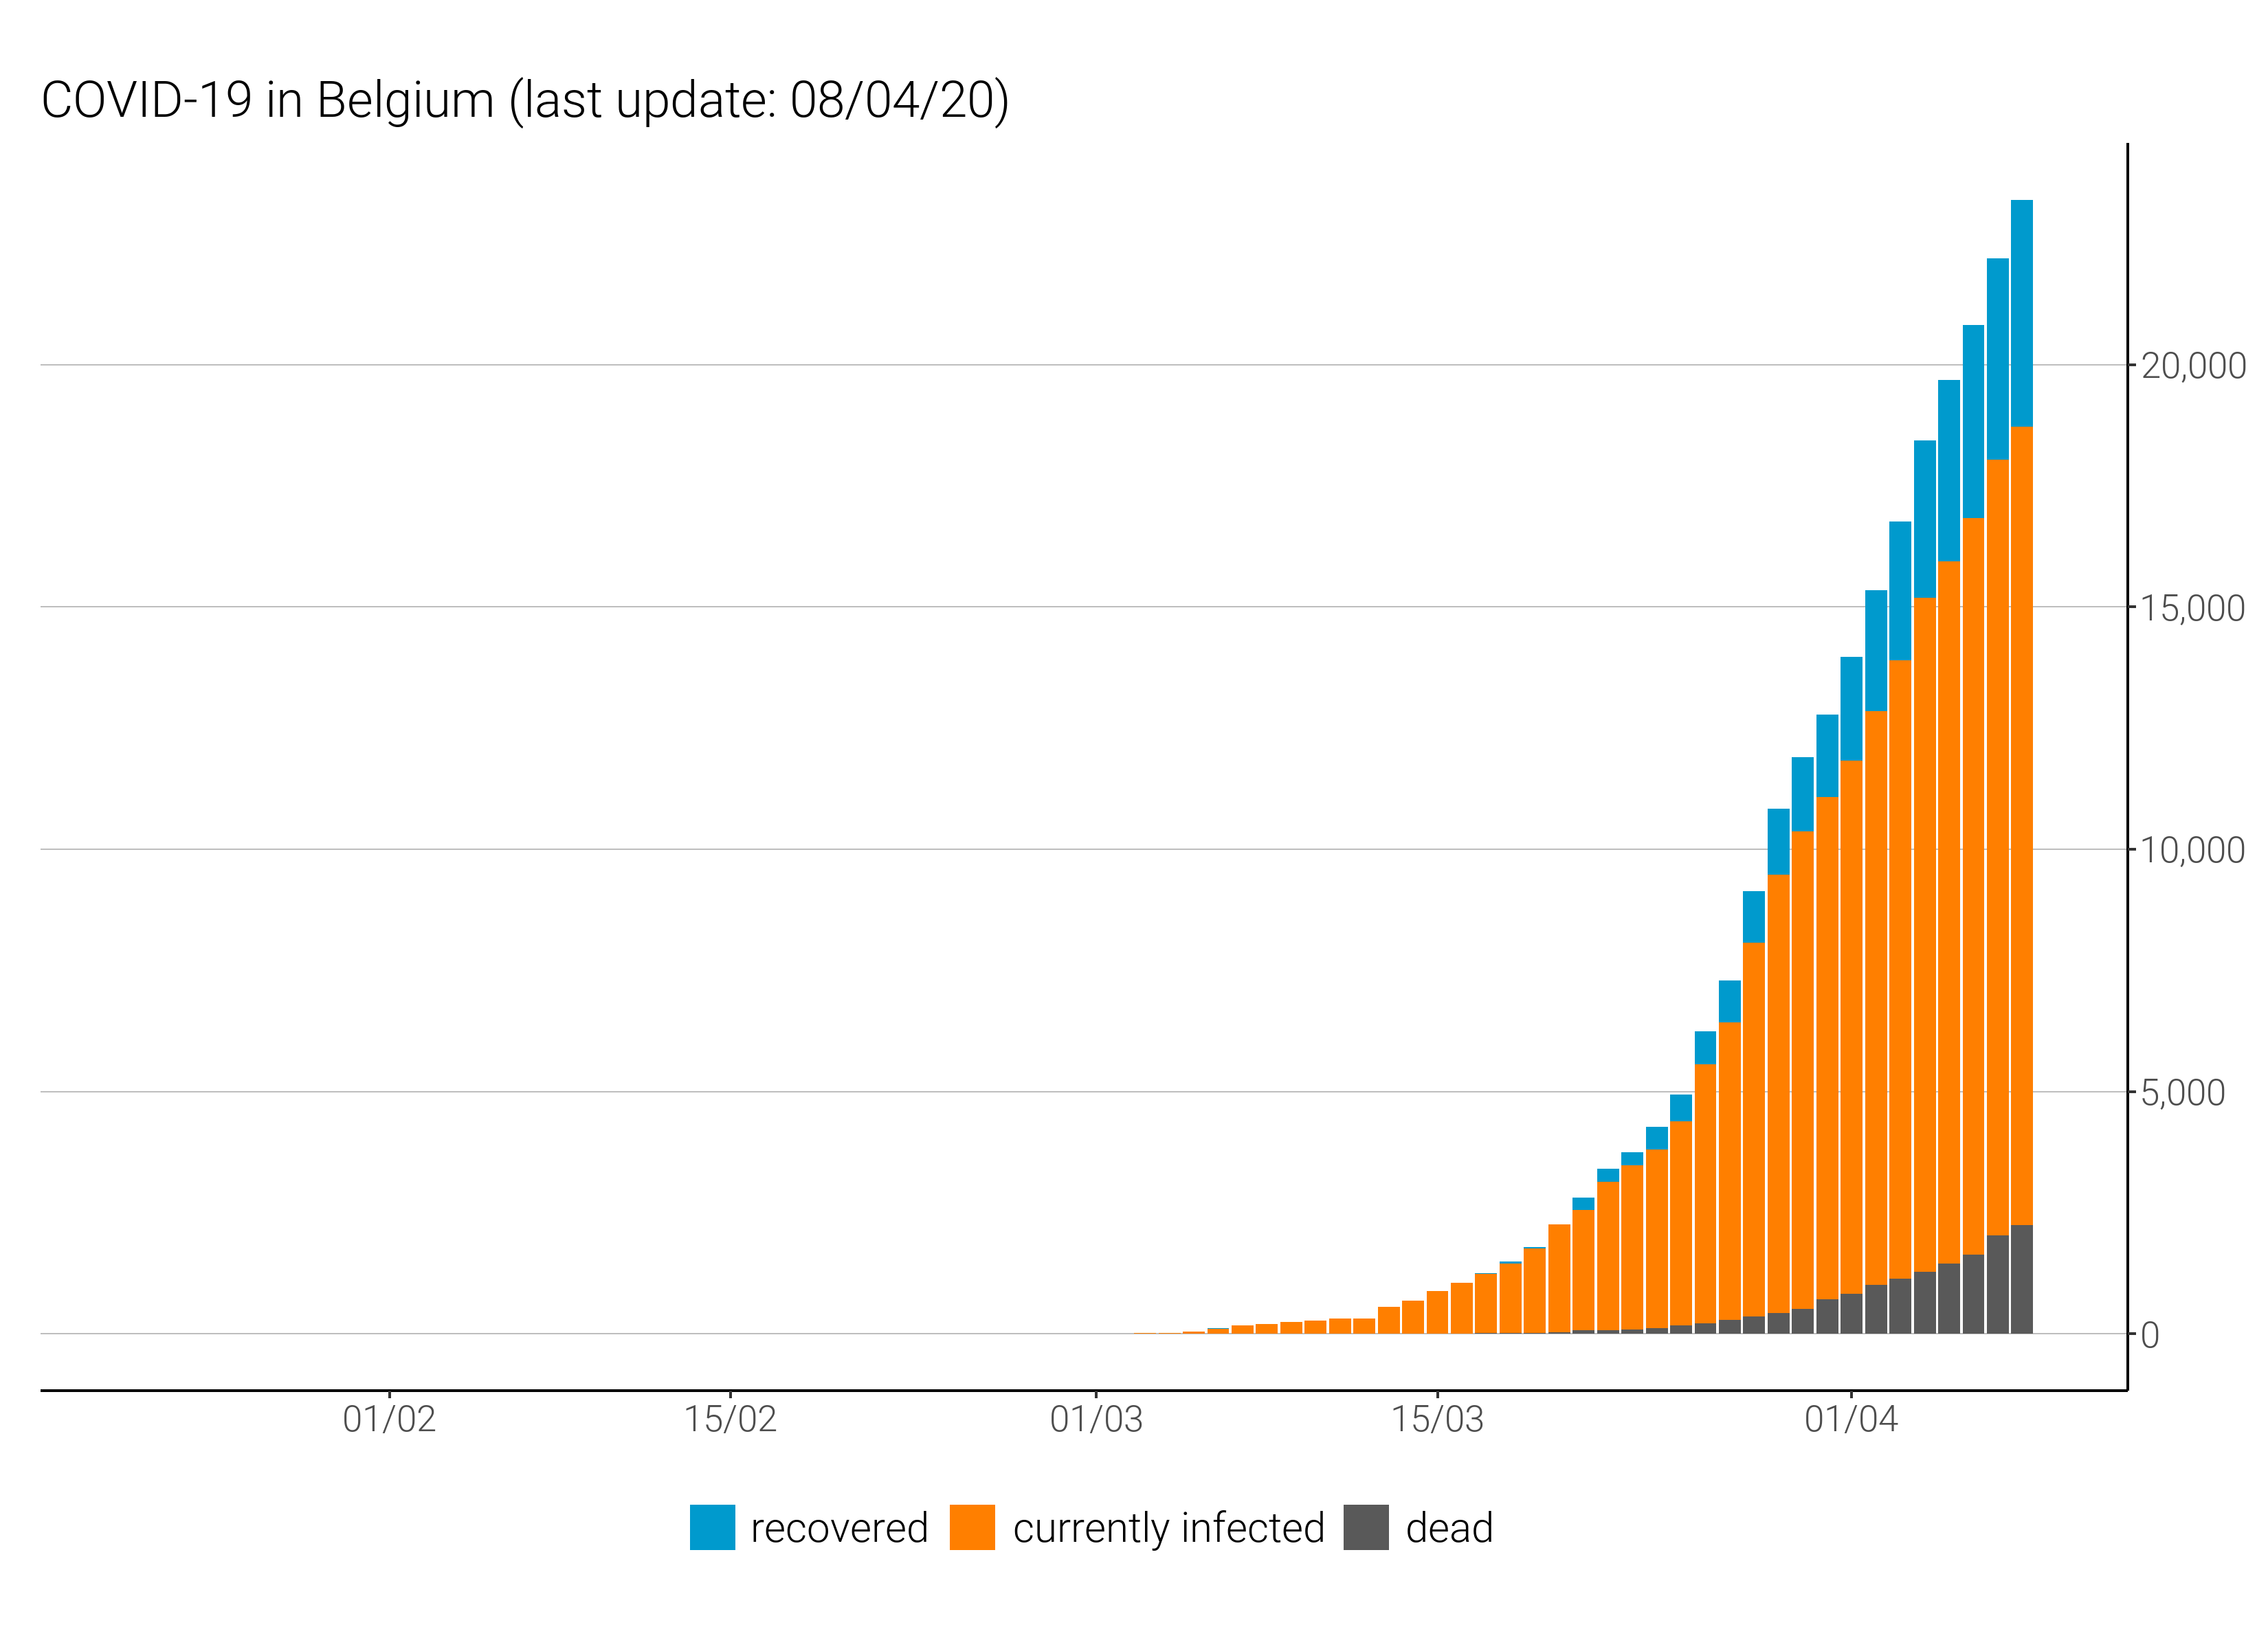 COVID-19 in Belgium (last update: 08/04/20)
20,000
15,000
10,000
5,000
0
01/02 15/02 01/03 15/03 01/04
recovered currently infected dead